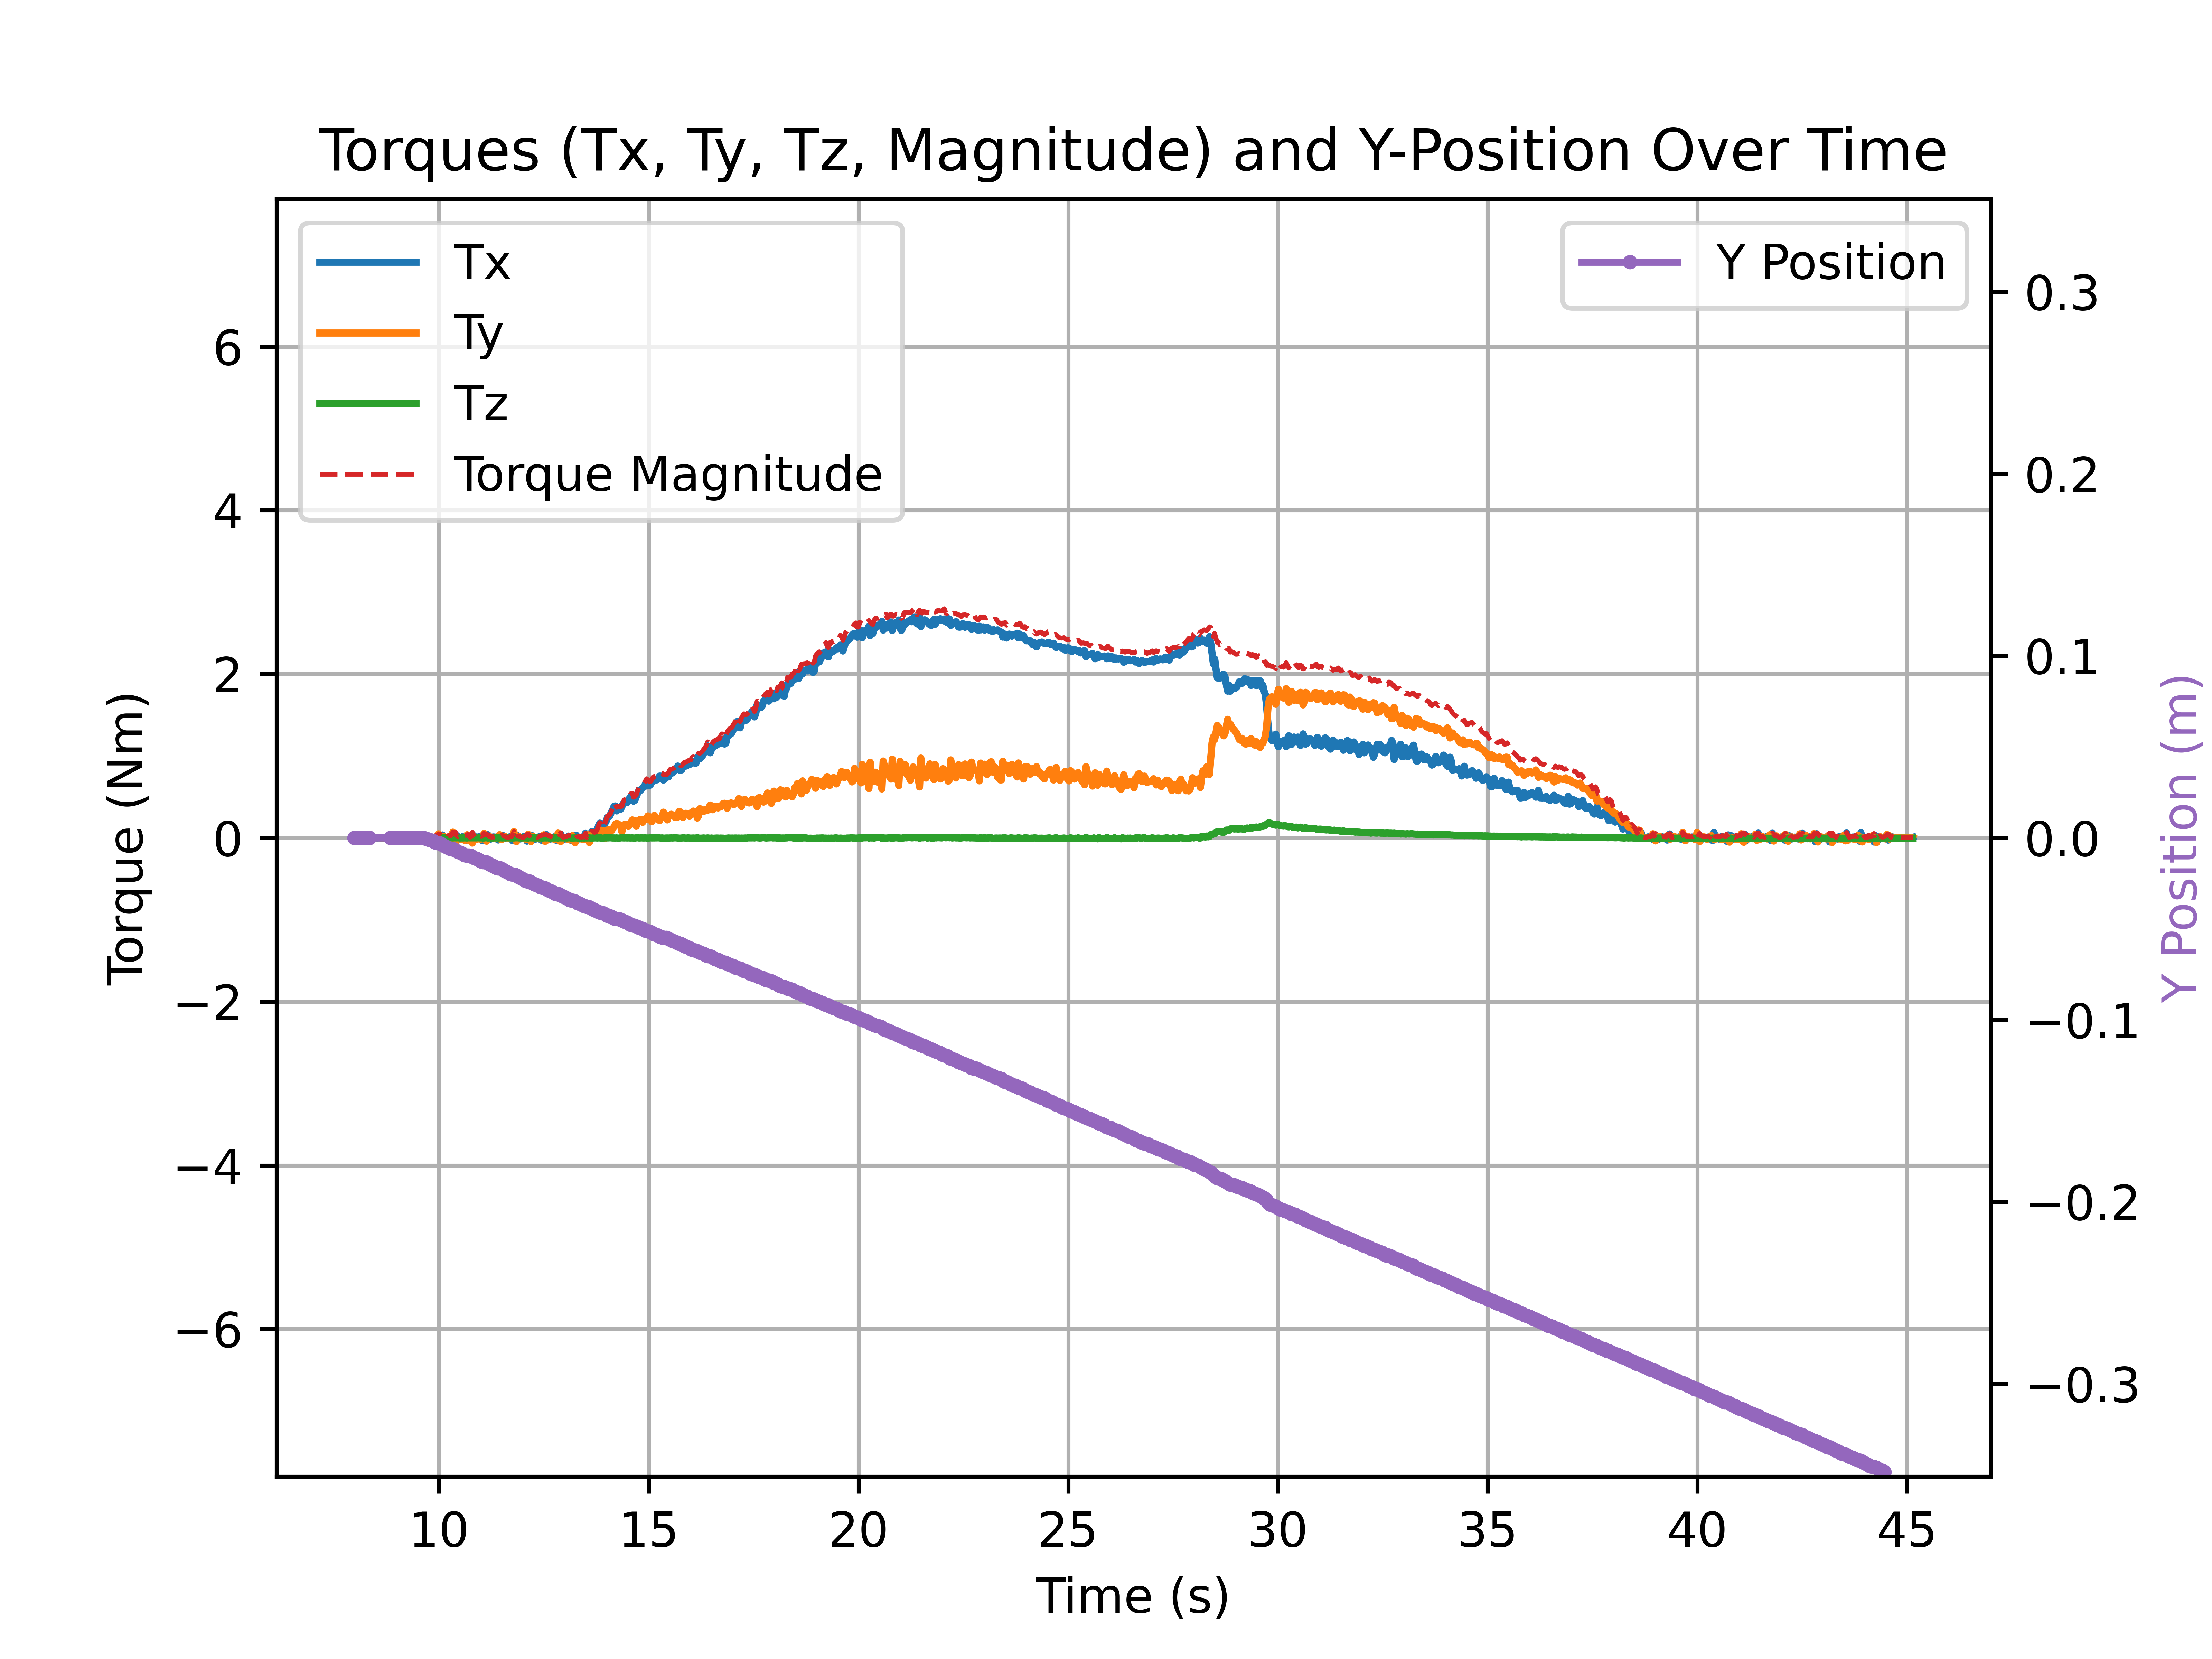 Torques (Tx, Ty, Tz, Magnitude) and Y-Position Over Time
Tx
Ty
Tz
Torque Magnitude
Y Position
6
4
2
0
−2
−4
−6
Torque (Nm)
0.3
0.2
0.1
0.0
−0.1
−0.2
−0.3
Y Position (m)
10 15 20 25 30 35 40 45
Time (s)